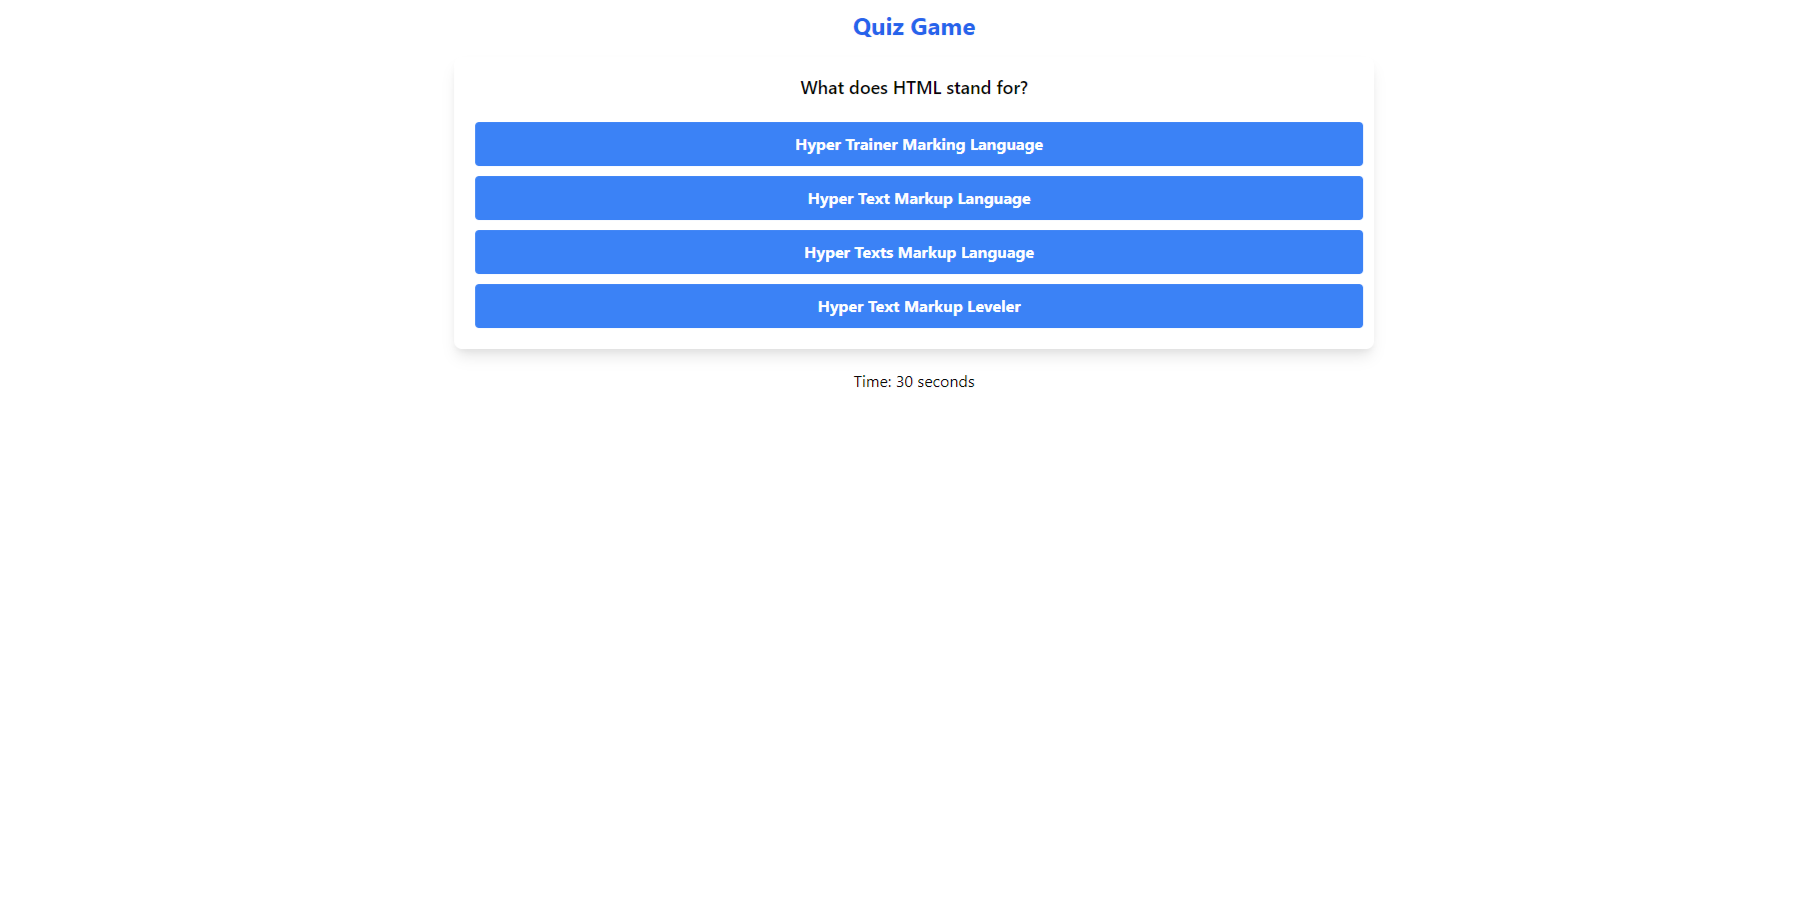 Quiz Game
What does HTML stand for?
Hyper Trainer Marking Language
Hyper Text Markup Language
Hyper Texts Markup Language
Hyper Text Markup Leveler
Time: 30 seconds